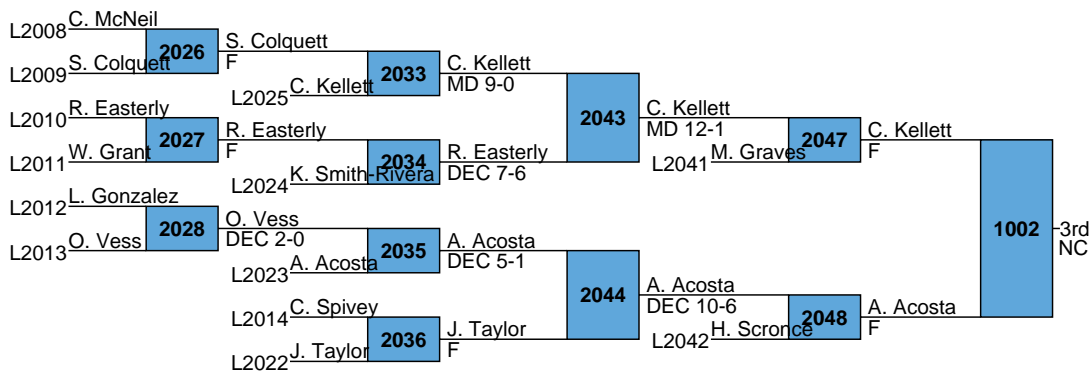 L2008 C. McNeil
2026
L2009 S. Colquett
S. Colquett
F
2033
L2025 C. Kellett
C. Kellett
MD 9-0
L2010 R. Easterly
2027
L2011 W. Grant
R. Easterly
F
2034
L2024 K. Smith-Rivera
R. Easterly
DEC 7-6
2043
C. Kellett
MD 12-1
2047
L2041 M. Graves
C. Kellett
F
L2012 L. Gonzalez
2028
L2013 O. Vess
O. Vess
DEC 2-0
2035
L2023 A. Acosta
A. Acosta
DEC 5-1
L2014 C. Spivey
2036
L2022 J. Taylor
J. Taylor
F
2044
A. Acosta
DEC 10-6
2048
L2042 H. Scronce
A. Acosta
F
1002
3rd
NC